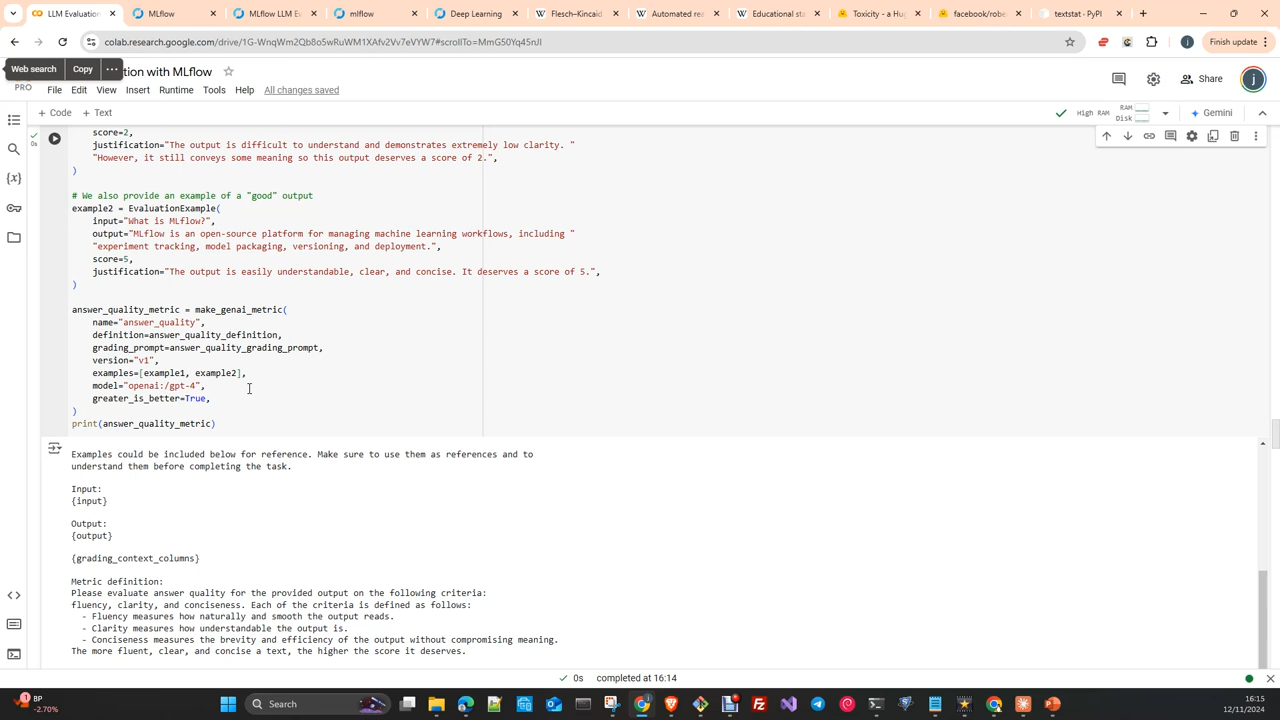 LLM Evaluation
MLflow
MLflow LLM E
mlflow
Deep Learning
Flesch–Kincaid
Automated rea
Educational sta
Toxicity - a Hug
facebook/robe
textstat · PyPI
colab.research.google.com/drive/1G-WnqWm2Qb8o5wRuWM1XAfv2Vv7eVYW7#scrollTo=MmG50Yq45nJI
Finish update
Web search
Copy
tion with MLflow
PRO
File Edit View Insert Runtime Tools Help All changes saved
Share
+ Code + Text
High RAM
RAM
Disk
Gemini
0s
score=2,
justification="The output is difficult to understand and demonstrates extremely low clarity. "
"However, it still conveys some meaning so this output deserves a score of 2.",
)
# We also provide an example of a "good" output
example2 = EvaluationExample(
input="What is MLflow?",
output="MLflow is an open-source platform for managing machine learning workflows, including "
"experiment tracking, model packaging, versioning, and deployment.",
score=5,
justification="The output is easily understandable, clear, and concise. It deserves a score of 5.",
)
answer_quality_metric = make_genai_metric(
name="answer_quality",
definition=answer_quality_definition,
grading_prompt=answer_quality_grading_prompt,
version="v1",
examples=[example1, example2],
model="openai:/gpt-4",
greater_is_better=True,
)
print(answer_quality_metric)
Examples could be included below for reference. Make sure to use them as references and to
understand them before completing the task.
Input:
{input}
Output:
{output}
{grading_context_columns}
Metric definition:
Please evaluate answer quality for the provided output on the following criteria:
fluency, clarity, and conciseness. Each of the criteria is defined as follows:
- Fluency measures how naturally and smooth the output reads.
- Clarity measures how understandable the output is.
- Conciseness measures the brevity and efficiency of the output without compromising meaning.
The more fluent, clear, and concise a text, the higher the score it deserves.
0s completed at 16:14
BP
-2.70%
Search
16:15
12/11/2024